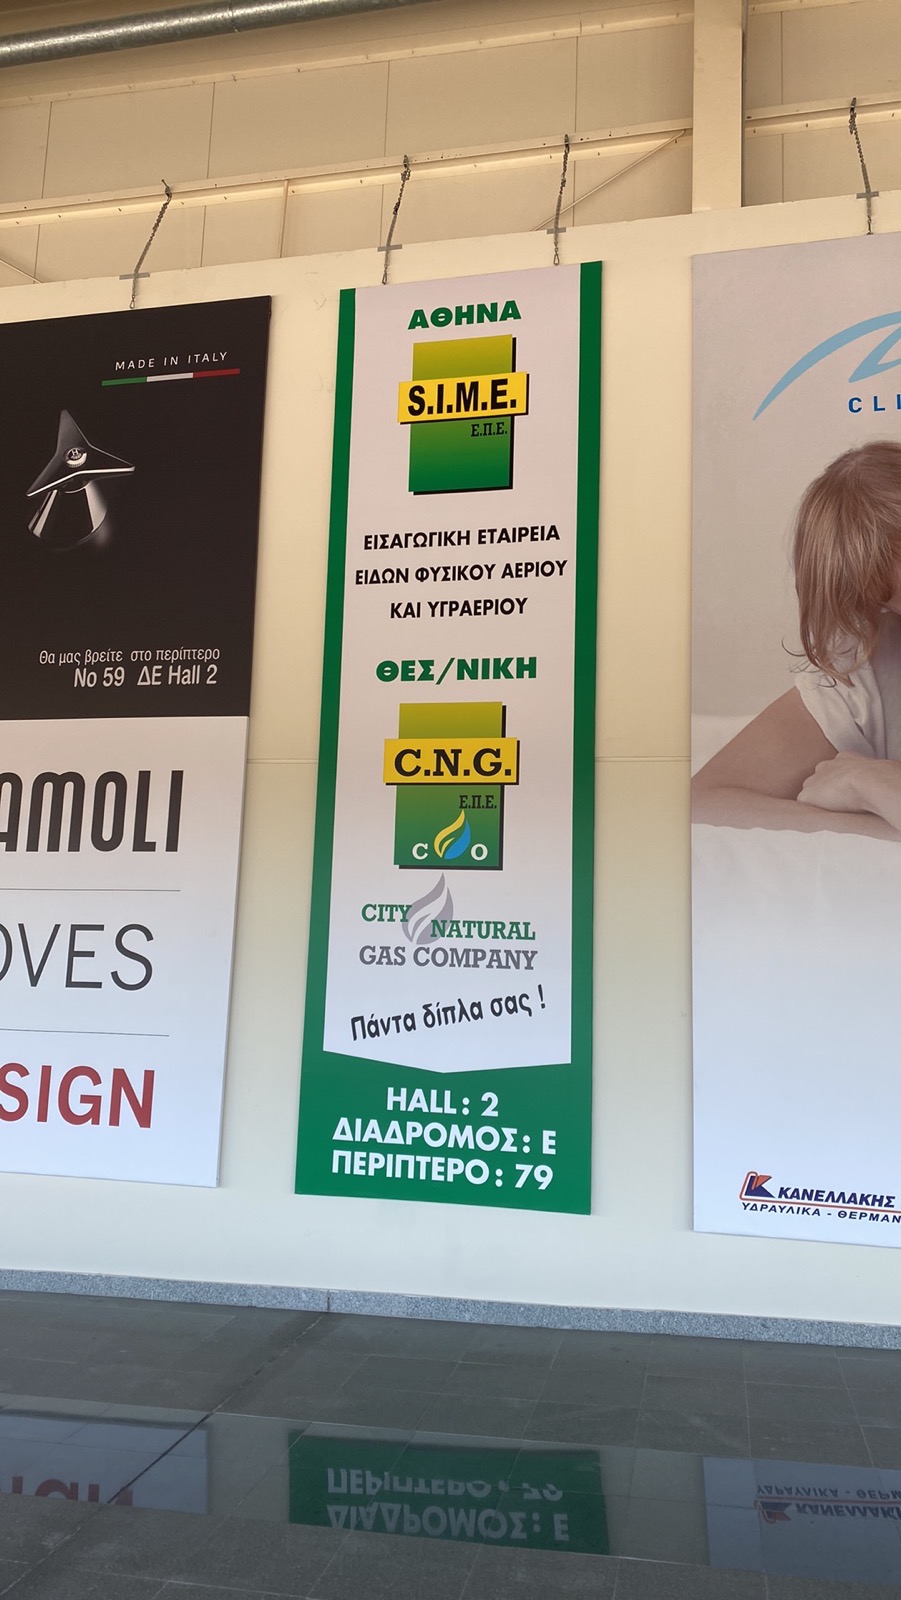 MADE IN ITALY
Θα μας βρείτε στο περίπτερο
Νο 59 ΔΕ Hall 2
AMOLI
OVES
SIGN
ΑΘΗΝΑ
S.I.M.E.
Ε.Π.Ε.
ΕΙΣΑΓΩΓΙΚΗ ΕΤΑΙΡΕΙΑ
ΕΙΔΩΝ ΦΥΣΙΚΟΥ ΑΕΡΙΟΥ
ΚΑΙ ΥΓΡΑΕΡΙΟΥ
ΘΕΣ/ΝΙΚΗ
C.N.G.
Ε.Π.Ε.
C O
CITY NATURAL
GAS COMPANY
Πάντα δίπλα σας !
HALL : 2
ΔΙΑΔΡΟΜΟΣ : Ε
ΠΕΡΙΠΤΕΡΟ : 79
CLI
ΚΑΝΕΛΛΑΚΗΣ
ΥΔΡΑΥΛΙΚΑ - ΘΕΡΜΑΝ